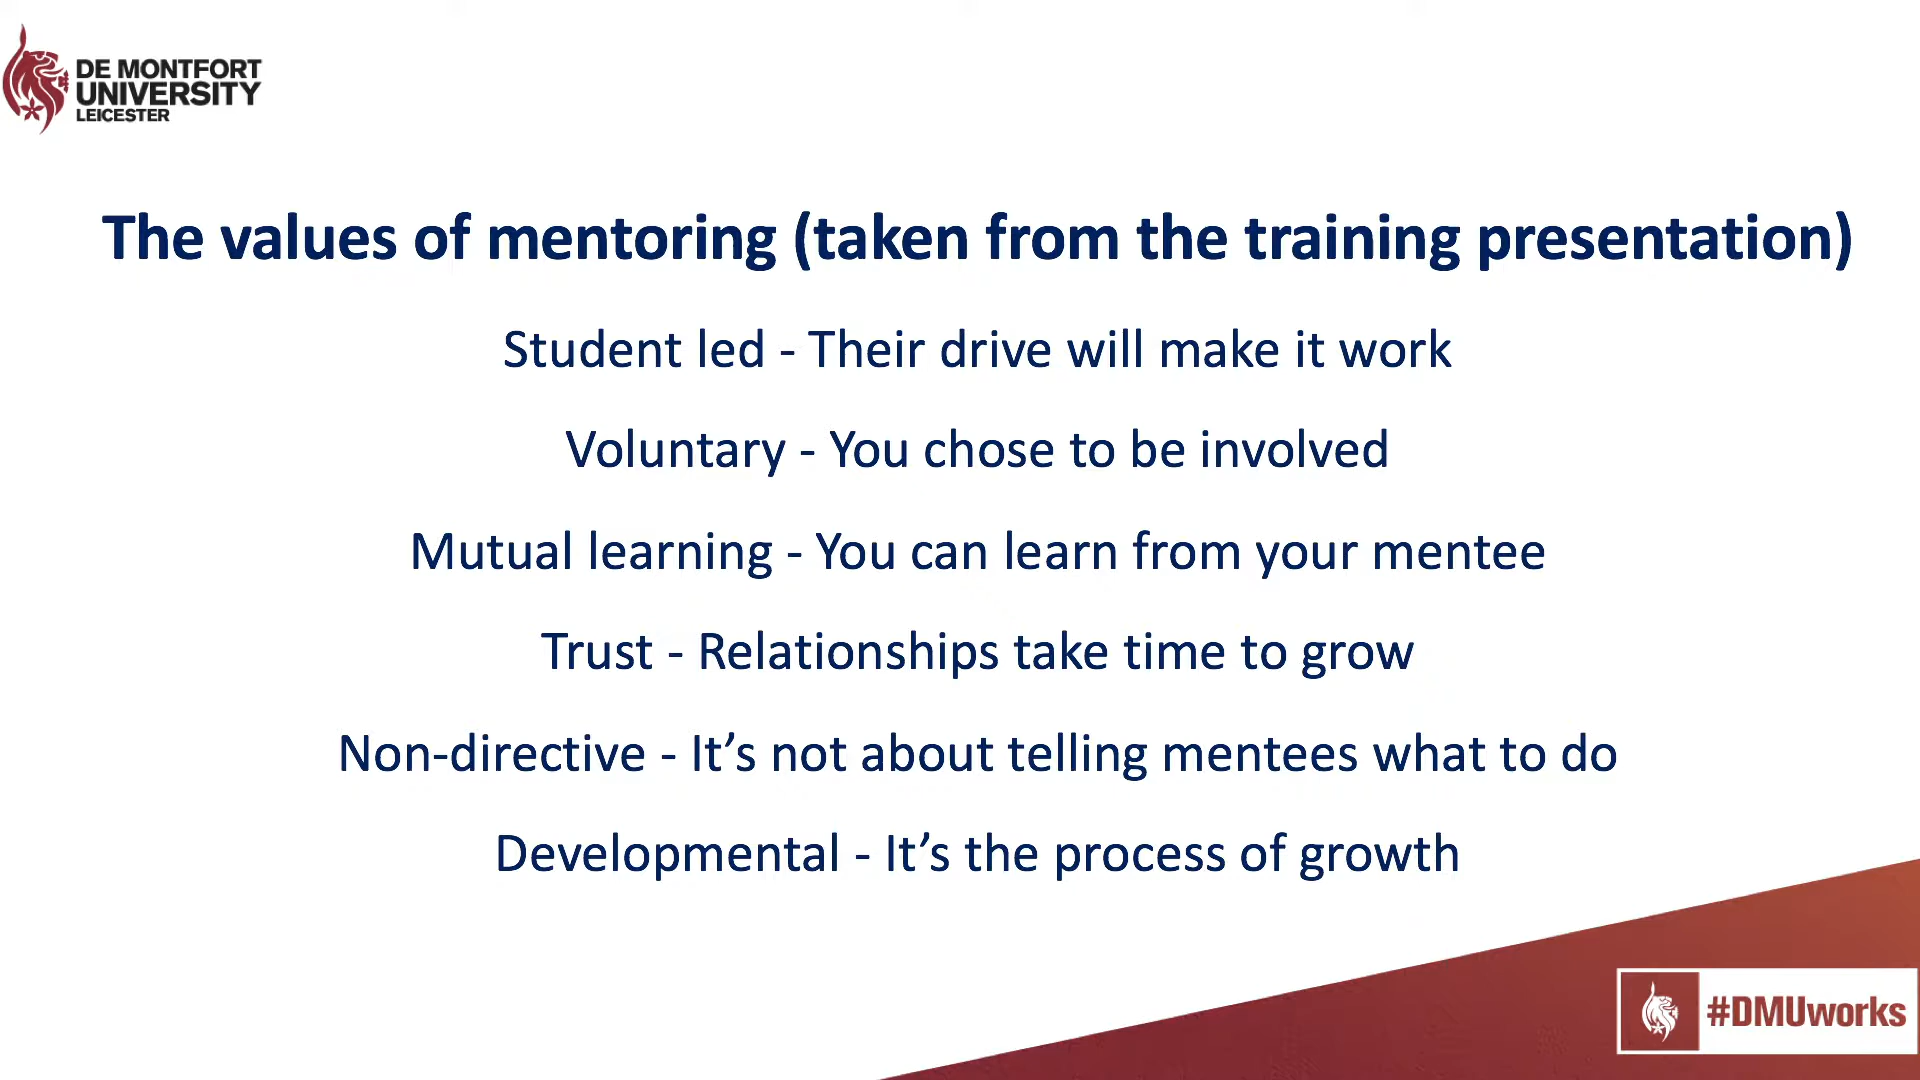 DE MONTFORT
UNIVERSITY
LEICESTER
The values of mentoring (taken from the training presentation)
Student led - Their drive will make it work
Voluntary - You chose to be involved
Mutual learning - You can learn from your mentee
Trust - Relationships take time to grow
Non-directive - It’s not about telling mentees what to do
Developmental - It’s the process of growth
#DMUworks